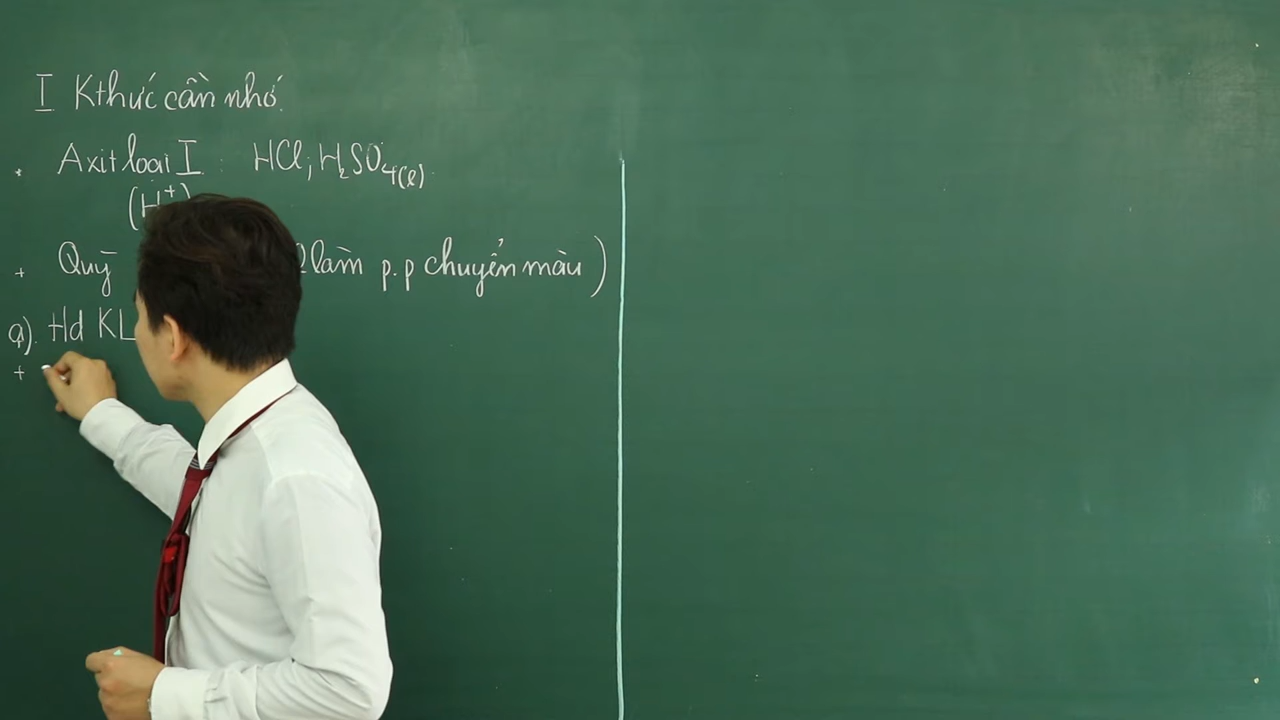 I. Kthức cần nhớ.
* Axit loại I : HCl, H₂SO₄(l).
(H⁺)
+ Quỳ làm p.p chuyển màu)
a). Hd KL
+